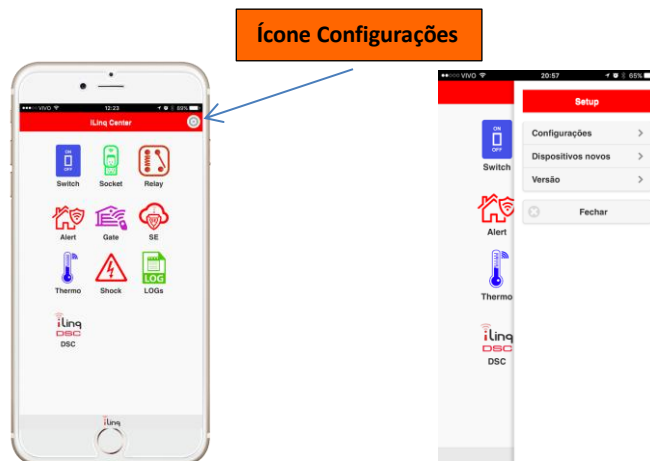 Ícone Configurações
VIVO 12:23 69%
iLinq Center
ON
OFF
Switch Socket Relay
Alert Gate SE
LOG
Thermo Shock LOGs
iLinq
DSC
DSC
iLinq
VIVO 20:57 65%
Setup
ON
OFF
Switch
Configurações
Dispositivos novos
Versão
Fechar
Alert
Thermo
iLinq
DSC
DSC